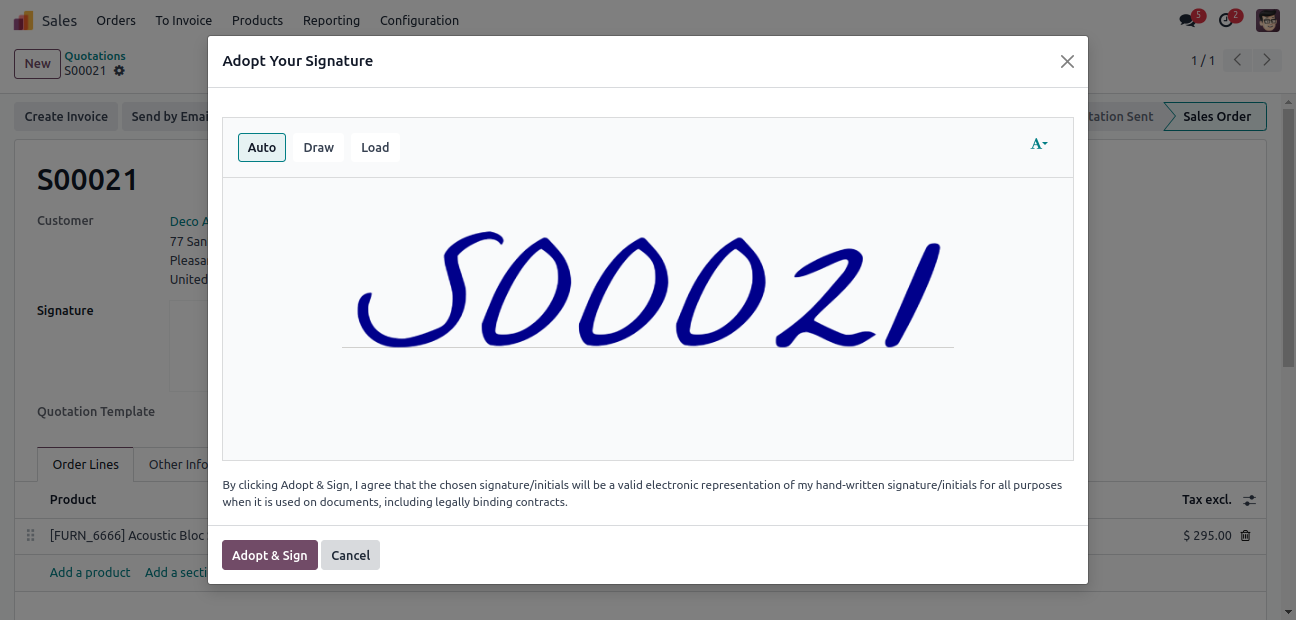 Sales Orders To Invoice Products Reporting Configuration 5 2
New Quotations 1 / 1
S00021
Adopt Your Signature
Create Invoice Send by Emai tation Sent Sales Order
Auto Draw Load A
S00021
Customer Deco A
77 San
Pleasa
United
Signature
S00021
Quotation Template
Order Lines Other Info
By clicking Adopt & Sign, I agree that the chosen signature/initials will be a valid electronic representation of my hand-written signature/initials for all purposes
when it is used on documents, including legally binding contracts.
Product Tax excl.
[FURN_6666] Acoustic Bloc $ 295.00
Adopt & Sign Cancel
Add a product Add a secti